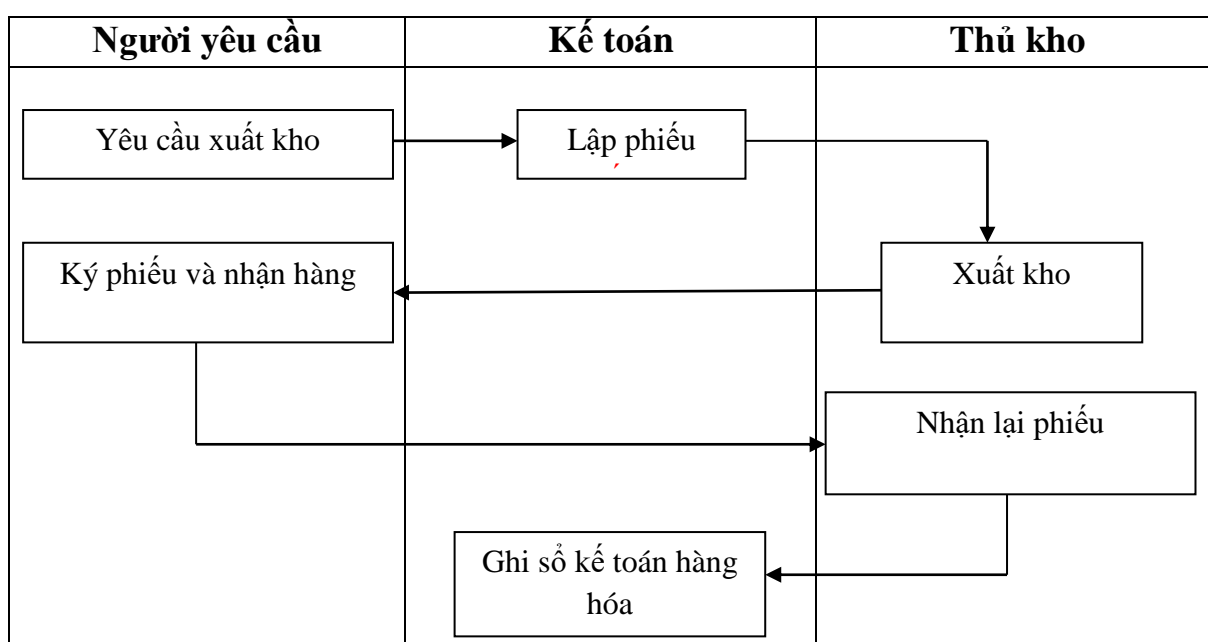 Người yêu cầu
Kế toán
Thủ kho
Yêu cầu xuất kho
Lập phiếu
Ký phiếu và nhận hàng
Xuất kho
Nhận lại phiếu
Ghi sổ kế toán hàng
hóa